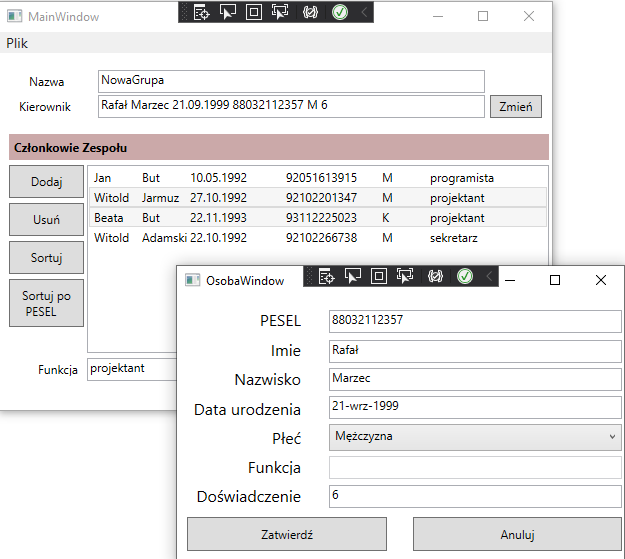 MainWindow
Plik
Nazwa NowaGrupa
Kierownik Rafał Marzec 21.09.1999 88032112357 M 6 Zmień
Członkowie Zespołu
Dodaj
Usuń
Sortuj
Sortuj po
PESEL
Jan But 10.05.1992 92051613915 M programista
Witold Jarmuz 27.10.1992 92102201347 M projektant
Beata But 22.11.1993 93112225023 K projektant
Witold Adamski 22.10.1992 92102266738 M sekretarz
Funkcja projektant
OsobaWindow
PESEL 88032112357
Imie Rafał
Nazwisko Marzec
Data urodzenia 21-wrz-1999
Płeć Mężczyzna
Funkcja
Doświadczenie 6
Zatwierdź Anuluj